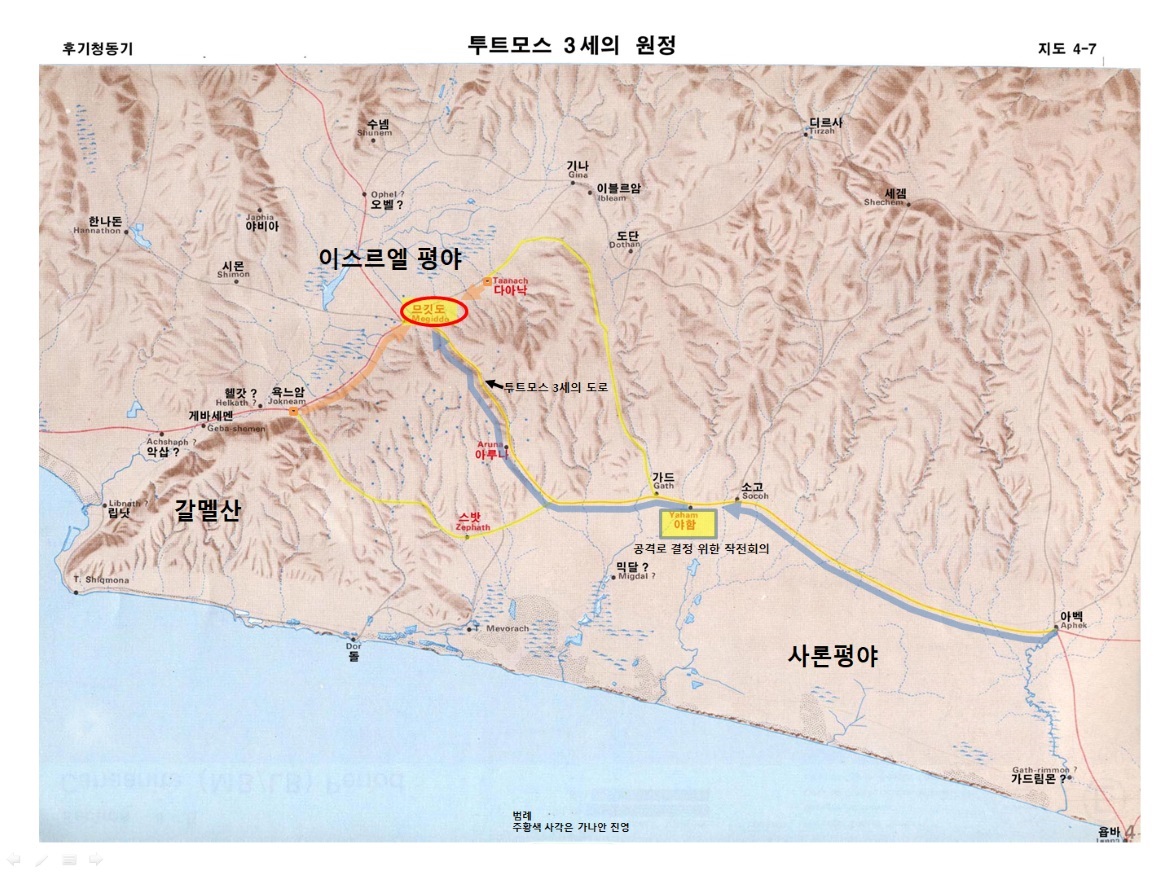 후기청동기
투트모스 3세의 원정
지도 4-7
수넴
Shunem
디르사
Tirzah
기나
Gina
이블르암
Ibleam
세겜
Shechem
Ophel ?
오벨 ?
한나돈
Hannathon
Japhia
야비아
도단
Dothan
이스르엘 평야
시몬
Shimon
Taanach
다아낙
므깃도
Megiddo
투트모스 3세의 도로
헬갓 ?
Helkath ?
욕느암
Jokneam
게바세멘
Geba-shemen
Achshaph ?
악삽 ?
Aruna
아루나
가드
Gath
소고
Socoh
Libnath ?
립낫
갈멜산
스밧
Zephath
Yaham
야함
공격로 결정 위한 작전회의
믹달 ?
Migdal ?
T. Shiqmona
아벡
Aphek
T. Mevorach
Dor
돌
사론평야
Gath-rimmon ?
가드림몬 ?
범례
주황색 사각은 가나안 진영
욥바
4